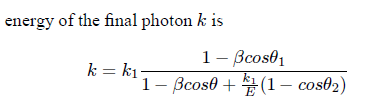 energy of the final photon k is
k = k₁ (1 − βcosθ₁) / (1 − βcosθ + (k₁/E)(1 − cosθ₂))